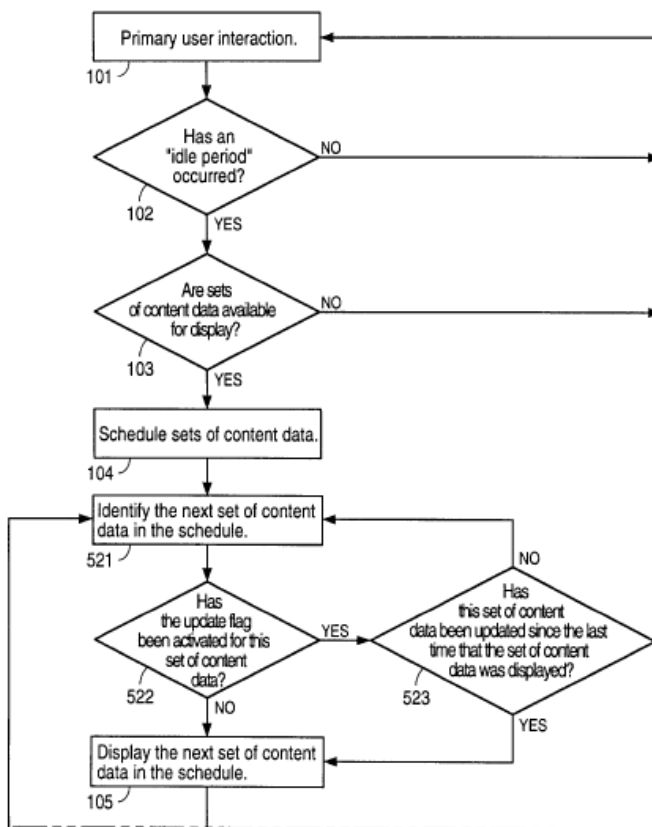 Primary user interaction.
101
Has an
"idle period"
occurred?
NO
102
YES
Are sets
of content data available
for display?
NO
103
YES
Schedule sets of content data.
104
Identify the next set of content
data in the schedule.
521
NO
Has
the update flag
been activated for this
set of content
data?
YES
522
NO
Has
this set of content
data been updated since the last
time that the set of content
data was displayed?
523
YES
Display the next set of content
data in the schedule.
105